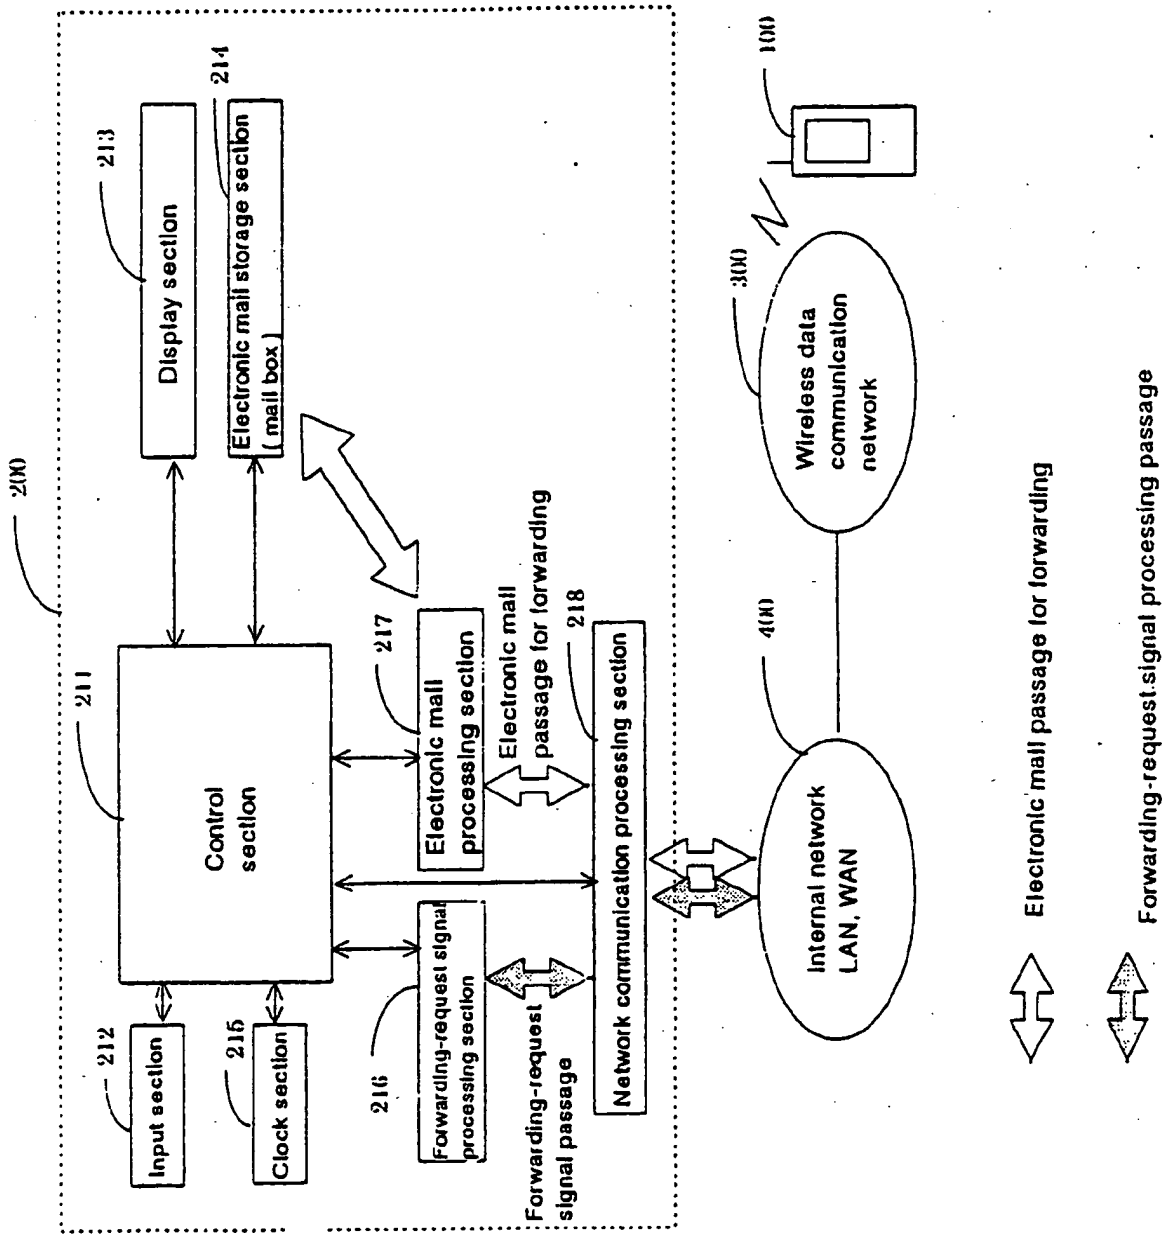 200
211
Control
section
212
Input section
215
Clock section
213
Display section
214
Electronic mail storage section
( mail box )
216
Forwarding-request signal
processing section
217
Electronic mail
processing section
Forwarding-request
signal passage
Electronic mail
passage for forwarding
218
Network communication processing section
400
Internal network
LAN, WAN
300
Wireless data
communication
network
100
Electronic mail passage for forwarding
Forwarding-request signal processing passage